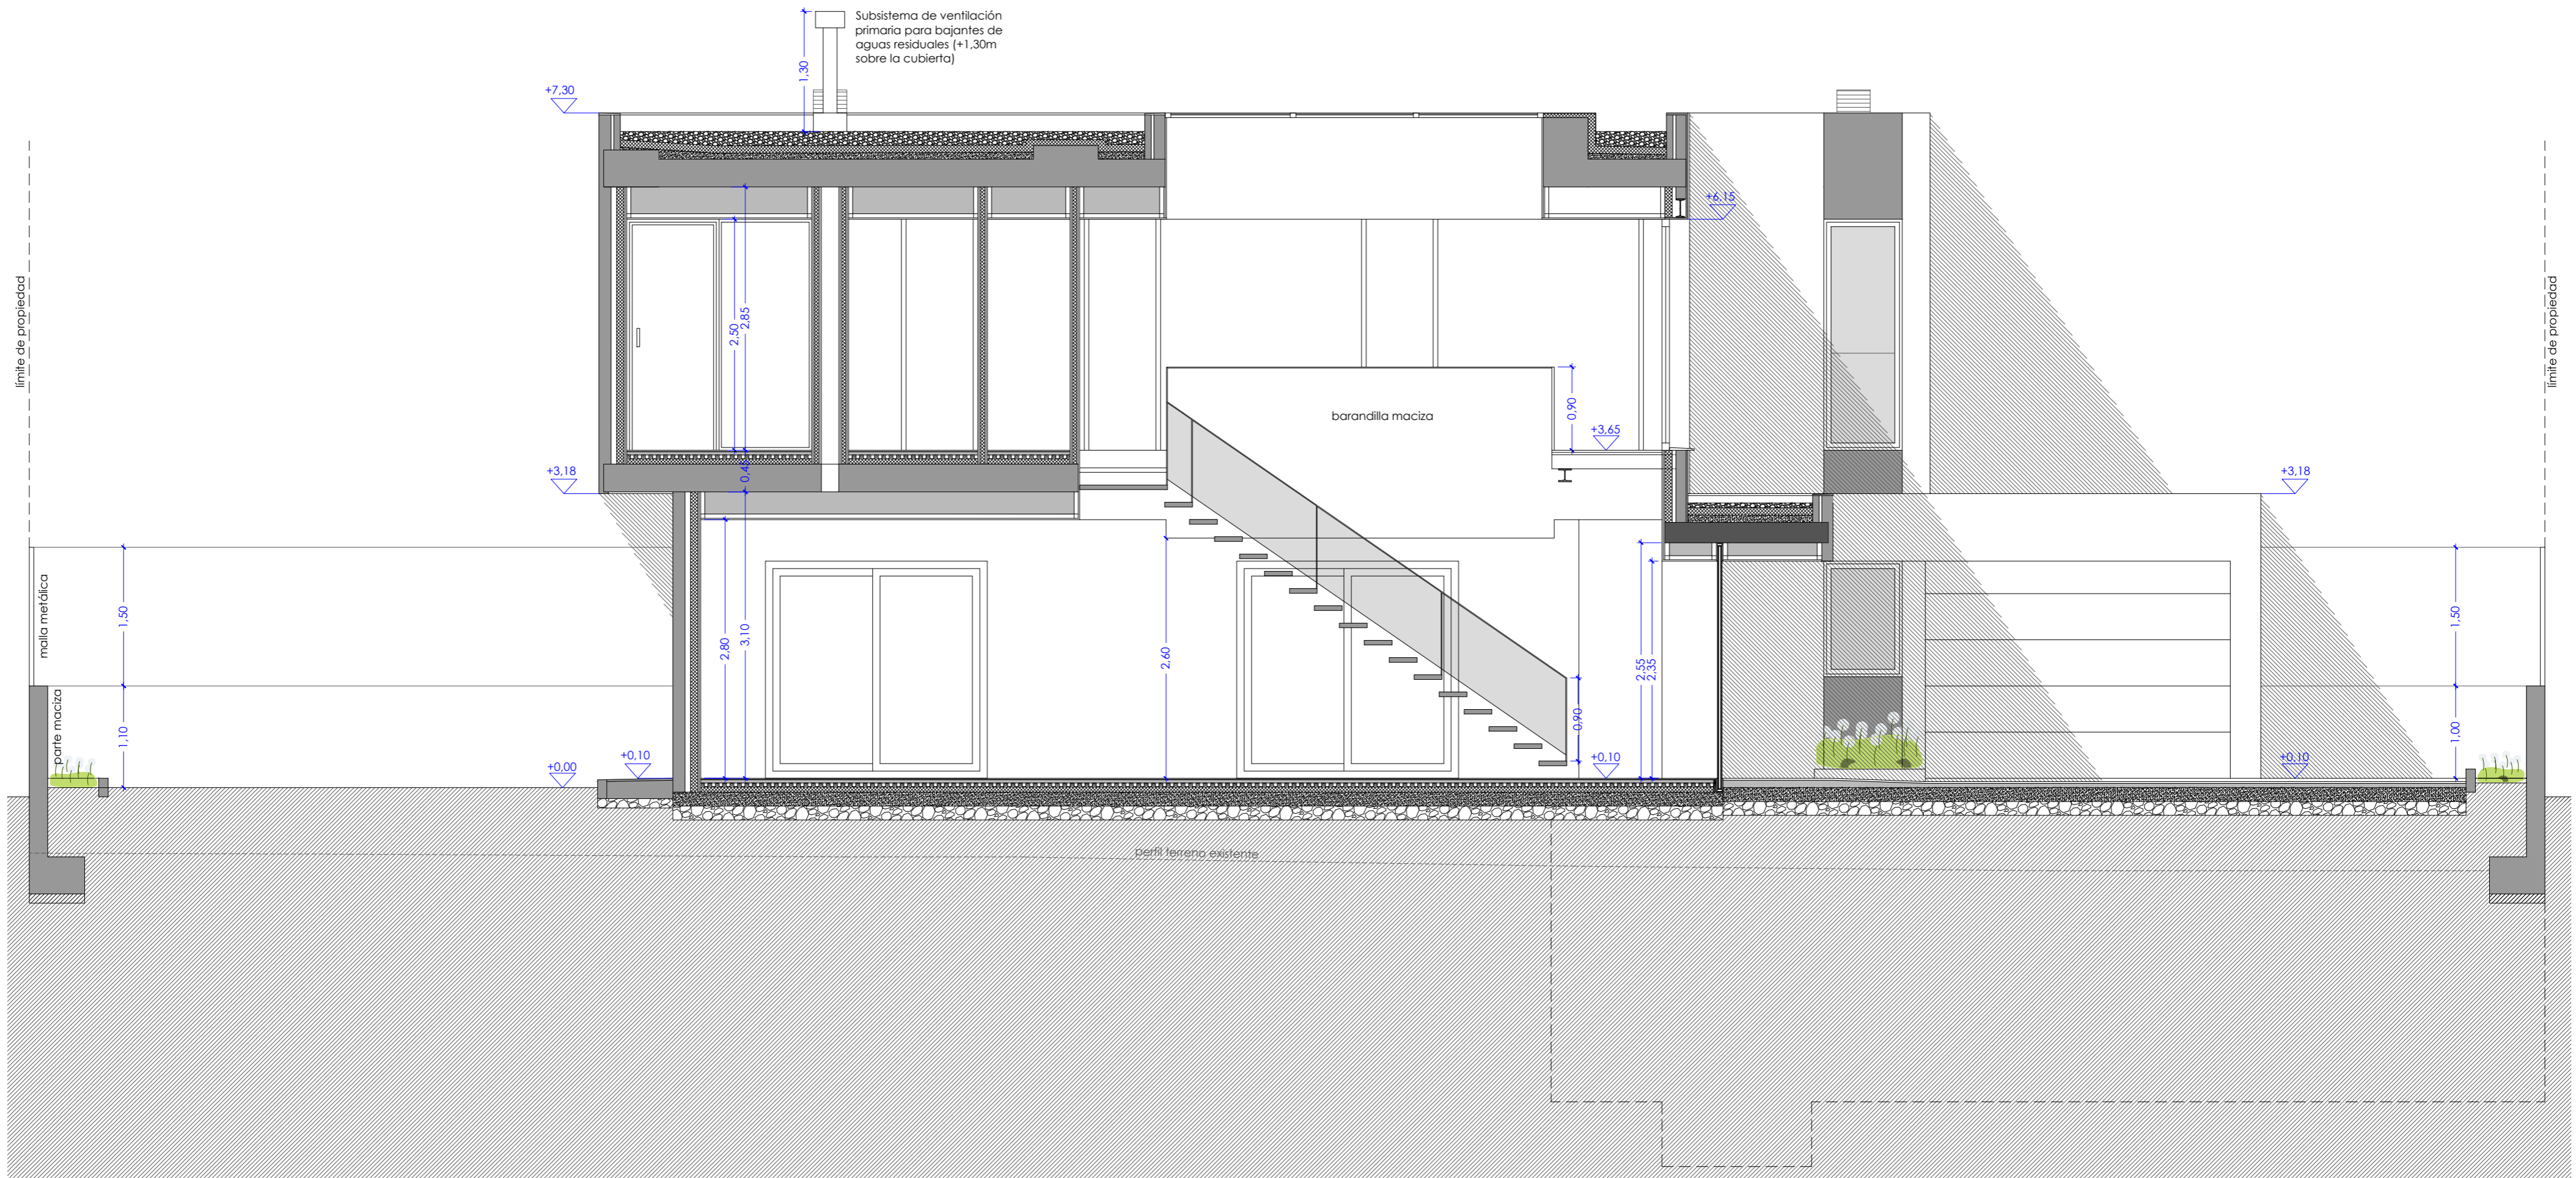 Subsistema de ventilación
primaria para bajantes de
aguas residuales (+1,30m
sobre la cubierta)
1,30
+7,30
+6,15
límite de propiedad
límite de propiedad
2,50
2,85
0,90
barandilla maciza
+3,65
+3,18
0,45
+3,18
malla metálica
1,50
2,80
3,10
2,60
2,55
2,35
1,50
parte maciza
1,10
0,90
1,00
+0,00
+0,10
+0,10
+0,10
perfil terreno existente